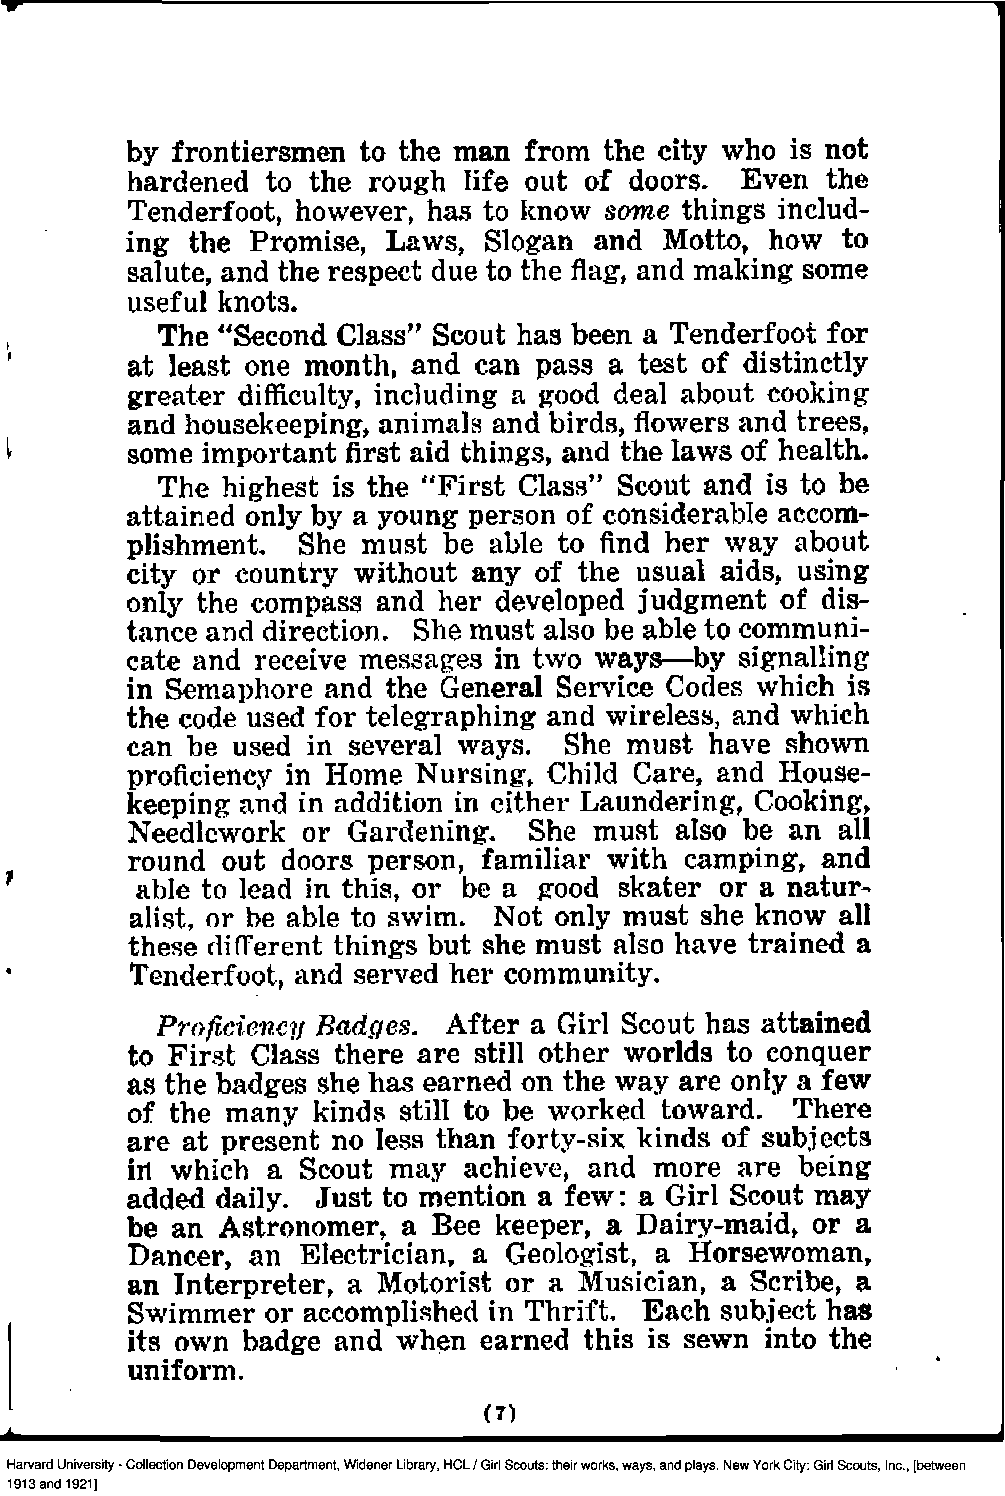 by frontiersmen to the man from the city who is not
hardened to the rough life out of doors. Even the
Tenderfoot, however, has to know some things includ-
ing the Promise, Laws, Slogan and Motto, how to
salute, and the respect due to the flag, and making some
useful knots.
The “Second Class” Scout has been a Tenderfoot for
at least one month, and can pass a test of distinctly
greater difficulty, including a good deal about cooking
and housekeeping, animals and birds, flowers and trees,
some important first aid things, and the laws of health.
The highest is the “First Class” Scout and is to be
attained only by a young person of considerable accom-
plishment. She must be able to find her way about
city or country without any of the usual aids, using
only the compass and her developed judgment of dis-
tance and direction. She must also be able to communi-
cate and receive messages in two ways—by signalling
in Semaphore and the General Service Codes which is
the code used for telegraphing and wireless, and which
can be used in several ways. She must have shown
proficiency in Home Nursing, Child Care, and House-
keeping and in addition in either Laundering, Cooking,
Needlework or Gardening. She must also be an all
round out doors person, familiar with camping, and
able to lead in this, or be a good skater or a natur-
alist, or be able to swim. Not only must she know all
these different things but she must also have trained a
Tenderfoot, and served her community.
Proficiency Badges. After a Girl Scout has attained
to First Class there are still other worlds to conquer
as the badges she has earned on the way are only a few
of the many kinds still to be worked toward. There
are at present no less than forty-six kinds of subjects
in which a Scout may achieve, and more are being
added daily. Just to mention a few: a Girl Scout may
be an Astronomer, a Bee keeper, a Dairy-maid, or a
Dancer, an Electrician, a Geologist, a Horsewoman,
an Interpreter, a Motorist or a Musician, a Scribe, a
Swimmer or accomplished in Thrift. Each subject has
its own badge and when earned this is sewn into the
uniform.
(7)
Harvard University - Collection Development Department, Widener Library, HCL / Girl Scouts: their works, ways, and plays. New York City: Girl Scouts, Inc., [between
1913 and 1921]